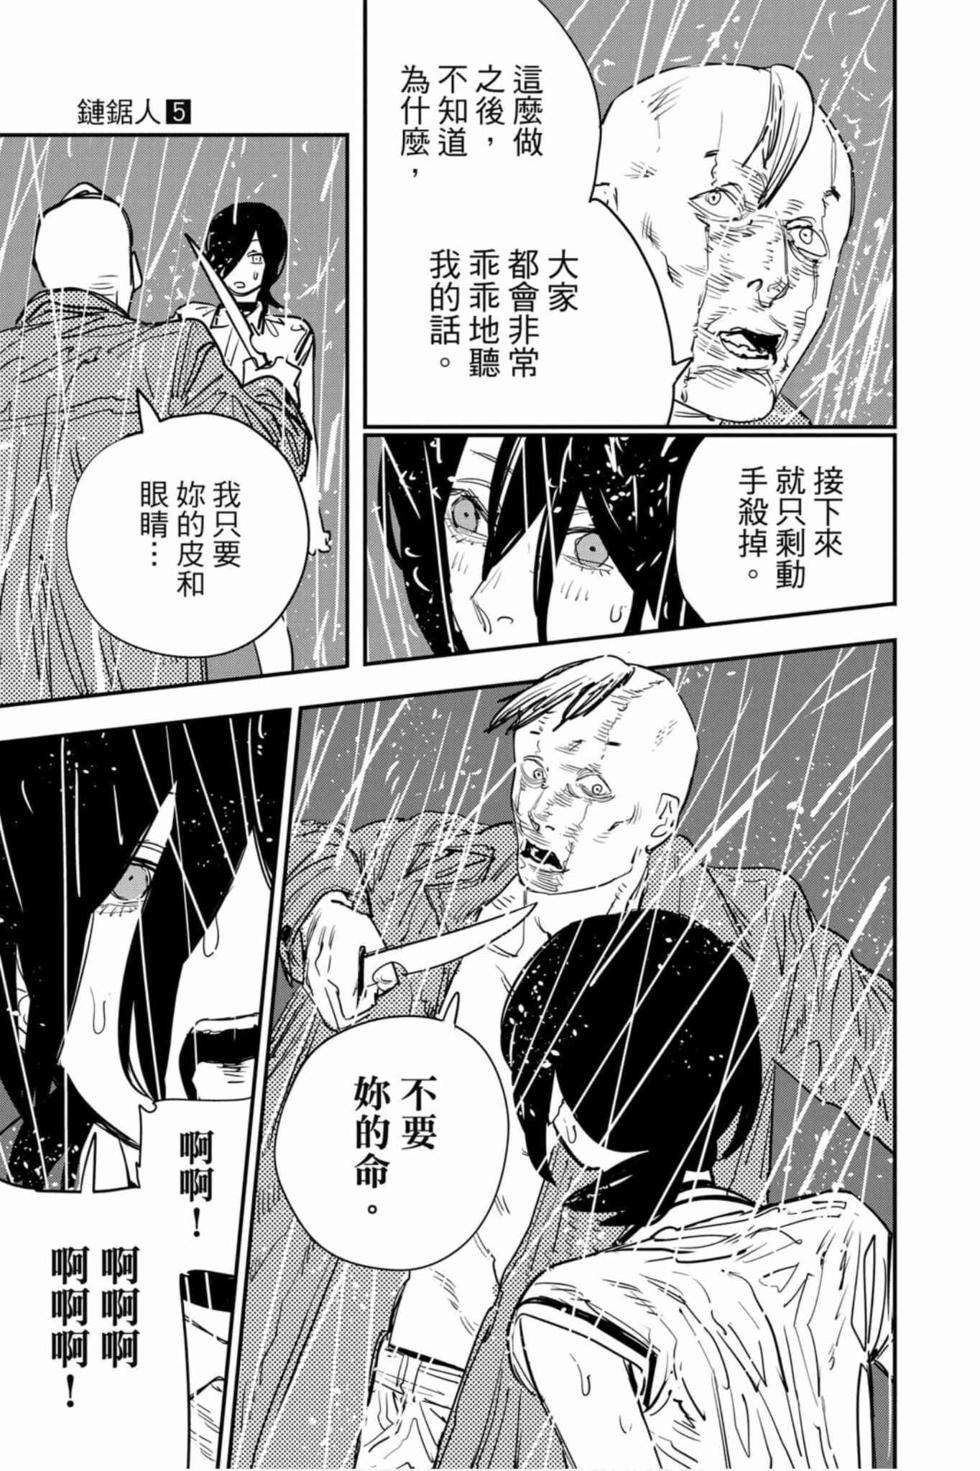 鏈鋸人5
這麼做
之後，
不知道
為什麼，
大家
都會非常
乖乖地聽
我的話。
接下來
就只剩動
手殺掉。
我只要
妳的皮和
眼睛…
不要
妳的命。
啊啊！
啊啊啊
啊啊啊！